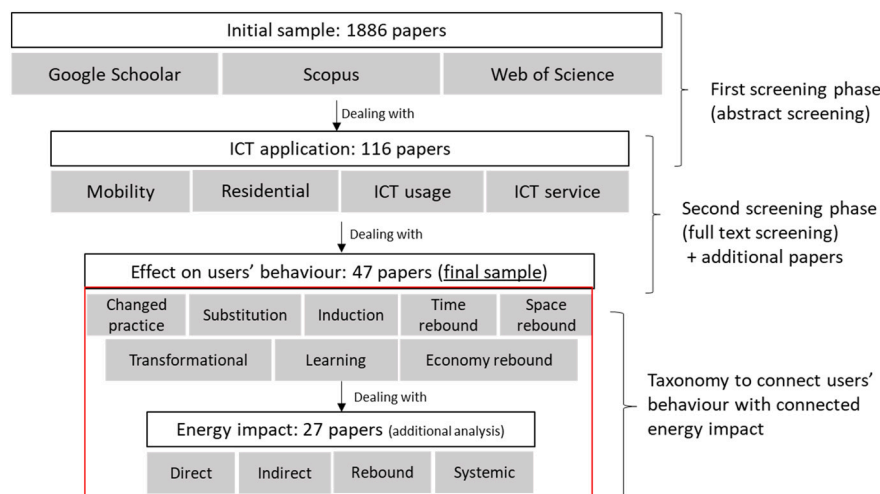 Initial sample: 1886 papers
Google Schoolar
Scopus
Web of Science
First screening phase
(abstract screening)
Dealing with
ICT application: 116 papers
Mobility
Residential
ICT usage
ICT service
Second screening phase
(full text screening)
+ additional papers
Dealing with
Effect on users' behaviour: 47 papers (final sample)
Changed
practice
Substitution
Induction
Time
rebound
Space
rebound
Transformational
Learning
Economy rebound
Taxonomy to connect users'
behaviour with connected
energy impact
Dealing with
Energy impact: 27 papers (additional analysis)
Direct
Indirect
Rebound
Systemic